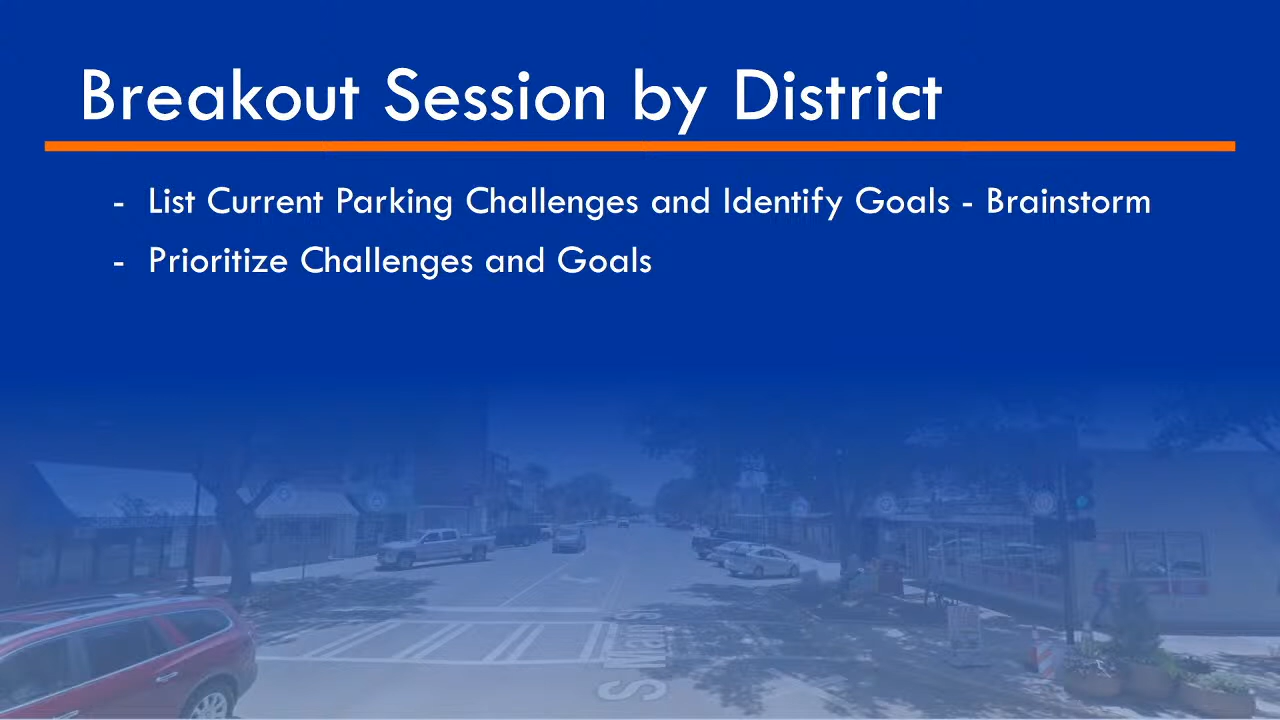 Breakout Session by District
- List Current Parking Challenges and Identify Goals - Brainstorm
- Prioritize Challenges and Goals